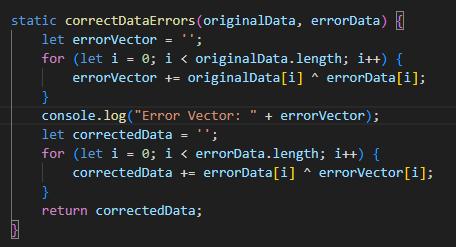 static correctDataErrors(originalData, errorData) {
    let errorVector = '';
    for (let i = 0; i < originalData.length; i++) {
        errorVector += originalData[i] ^ errorData[i];
    }
    console.log("Error Vector: " + errorVector);
    let correctedData = '';
    for (let i = 0; i < errorData.length; i++) {
        correctedData += errorData[i] ^ errorVector[i];
    }
    return correctedData;
}